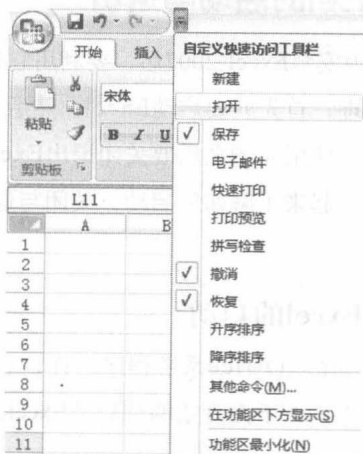 开始 插入
粘贴
宋体
B I U
剪贴板
L11
A B
1
2
3
4
5
6
7
8
9
10
11
自定义快速访问工具栏
新建
打开
保存
电子邮件
快速打印
打印预览
拼写检查
撤消
恢复
升序排序
降序排序
其他命令(M)...
在功能区下方显示(S)
功能区最小化(N)